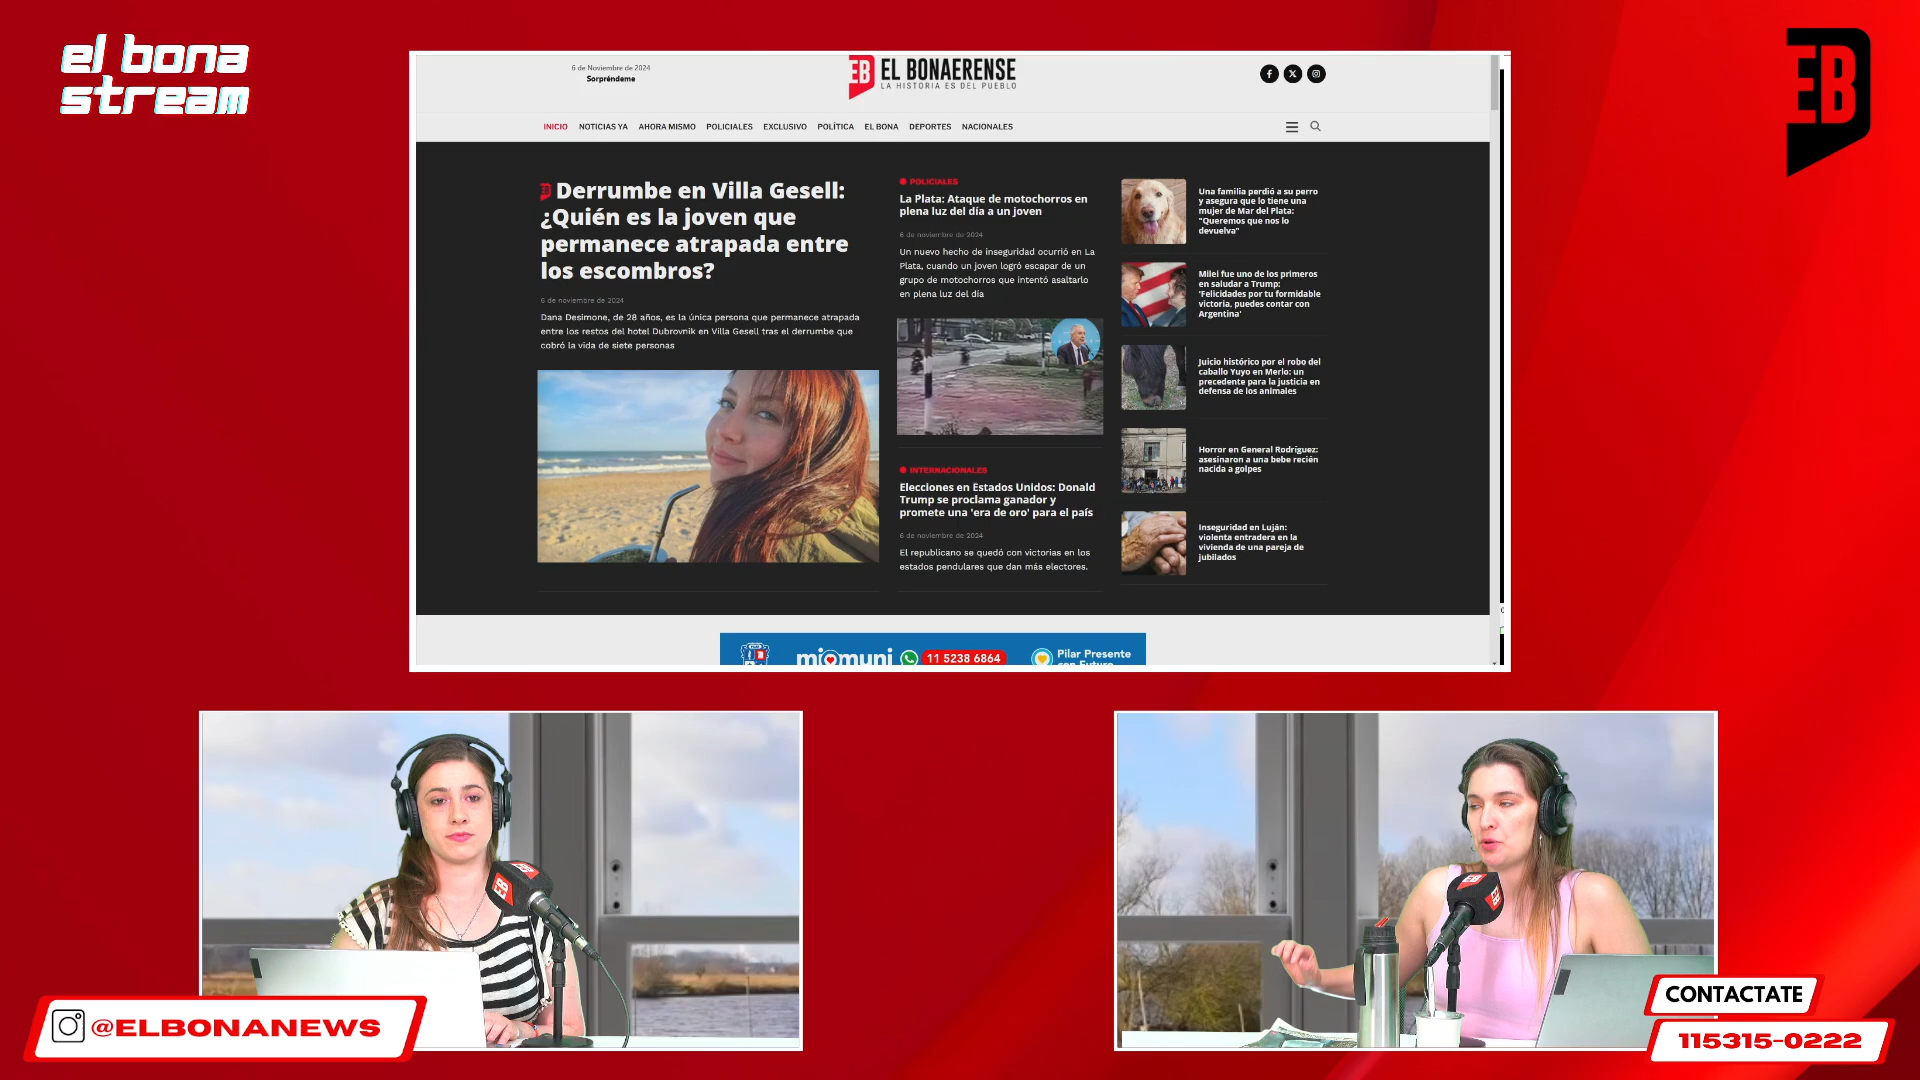 el bona
stream
6 de Noviembre de 2024
Sorpréndeme
EB EL BONAERENSE
LA HISTORIA ES DEL PUEBLO
INICIO NOTICIAS YA AHORA MISMO POLICIALES EXCLUSIVO POLÍTICA EL BONA DEPORTES NACIONALES
Derrumbe en Villa Gesell:
¿Quién es la joven que
permanece atrapada entre
los escombros?
6 de noviembre de 2024
Dana Desimone, de 28 años, es la única persona que permanece atrapada
entre los restos del hotel Dubrovnik en Villa Gesell tras el derrumbe que
cobró la vida de siete personas
POLICIALES
La Plata: Ataque de motochorros en
plena luz del día a un joven
6 de noviembre de 2024
Un nuevo hecho de inseguridad ocurrió en La
Plata, cuando un joven logró escapar de un
grupo de motochorros que intentó asaltarlo
en plena luz del día
INTERNACIONALES
Elecciones en Estados Unidos: Donald
Trump se proclama ganador y
promete una 'era de oro' para el país
6 de noviembre de 2024
El republicano se quedó con victorias en los
estados pendulares que dan más electores.
Una familia perdió a su perro
y asegura que lo tiene una
mujer de Mar del Plata:
"Queremos que nos lo
devuelva"
Milei fue uno de los primeros
en saludar a Trump:
'Felicidades por tu formidable
victoria, puedes contar con
Argentina'
Juicio histórico por el robo del
caballo Yuyo en Merlo: un
precedente para la justicia en
defensa de los animales
Horror en General Rodríguez:
asesinaron a una bebe recién
nacida a golpes
Inseguridad en Luján:
violenta entradera en la
vivienda de una pareja de
jubilados
miomuni 11 5238 6864 Pilar Presente
con Futuro
EB
EB
EB
@ELBONANEWS
CONTACTATE
115315-0222